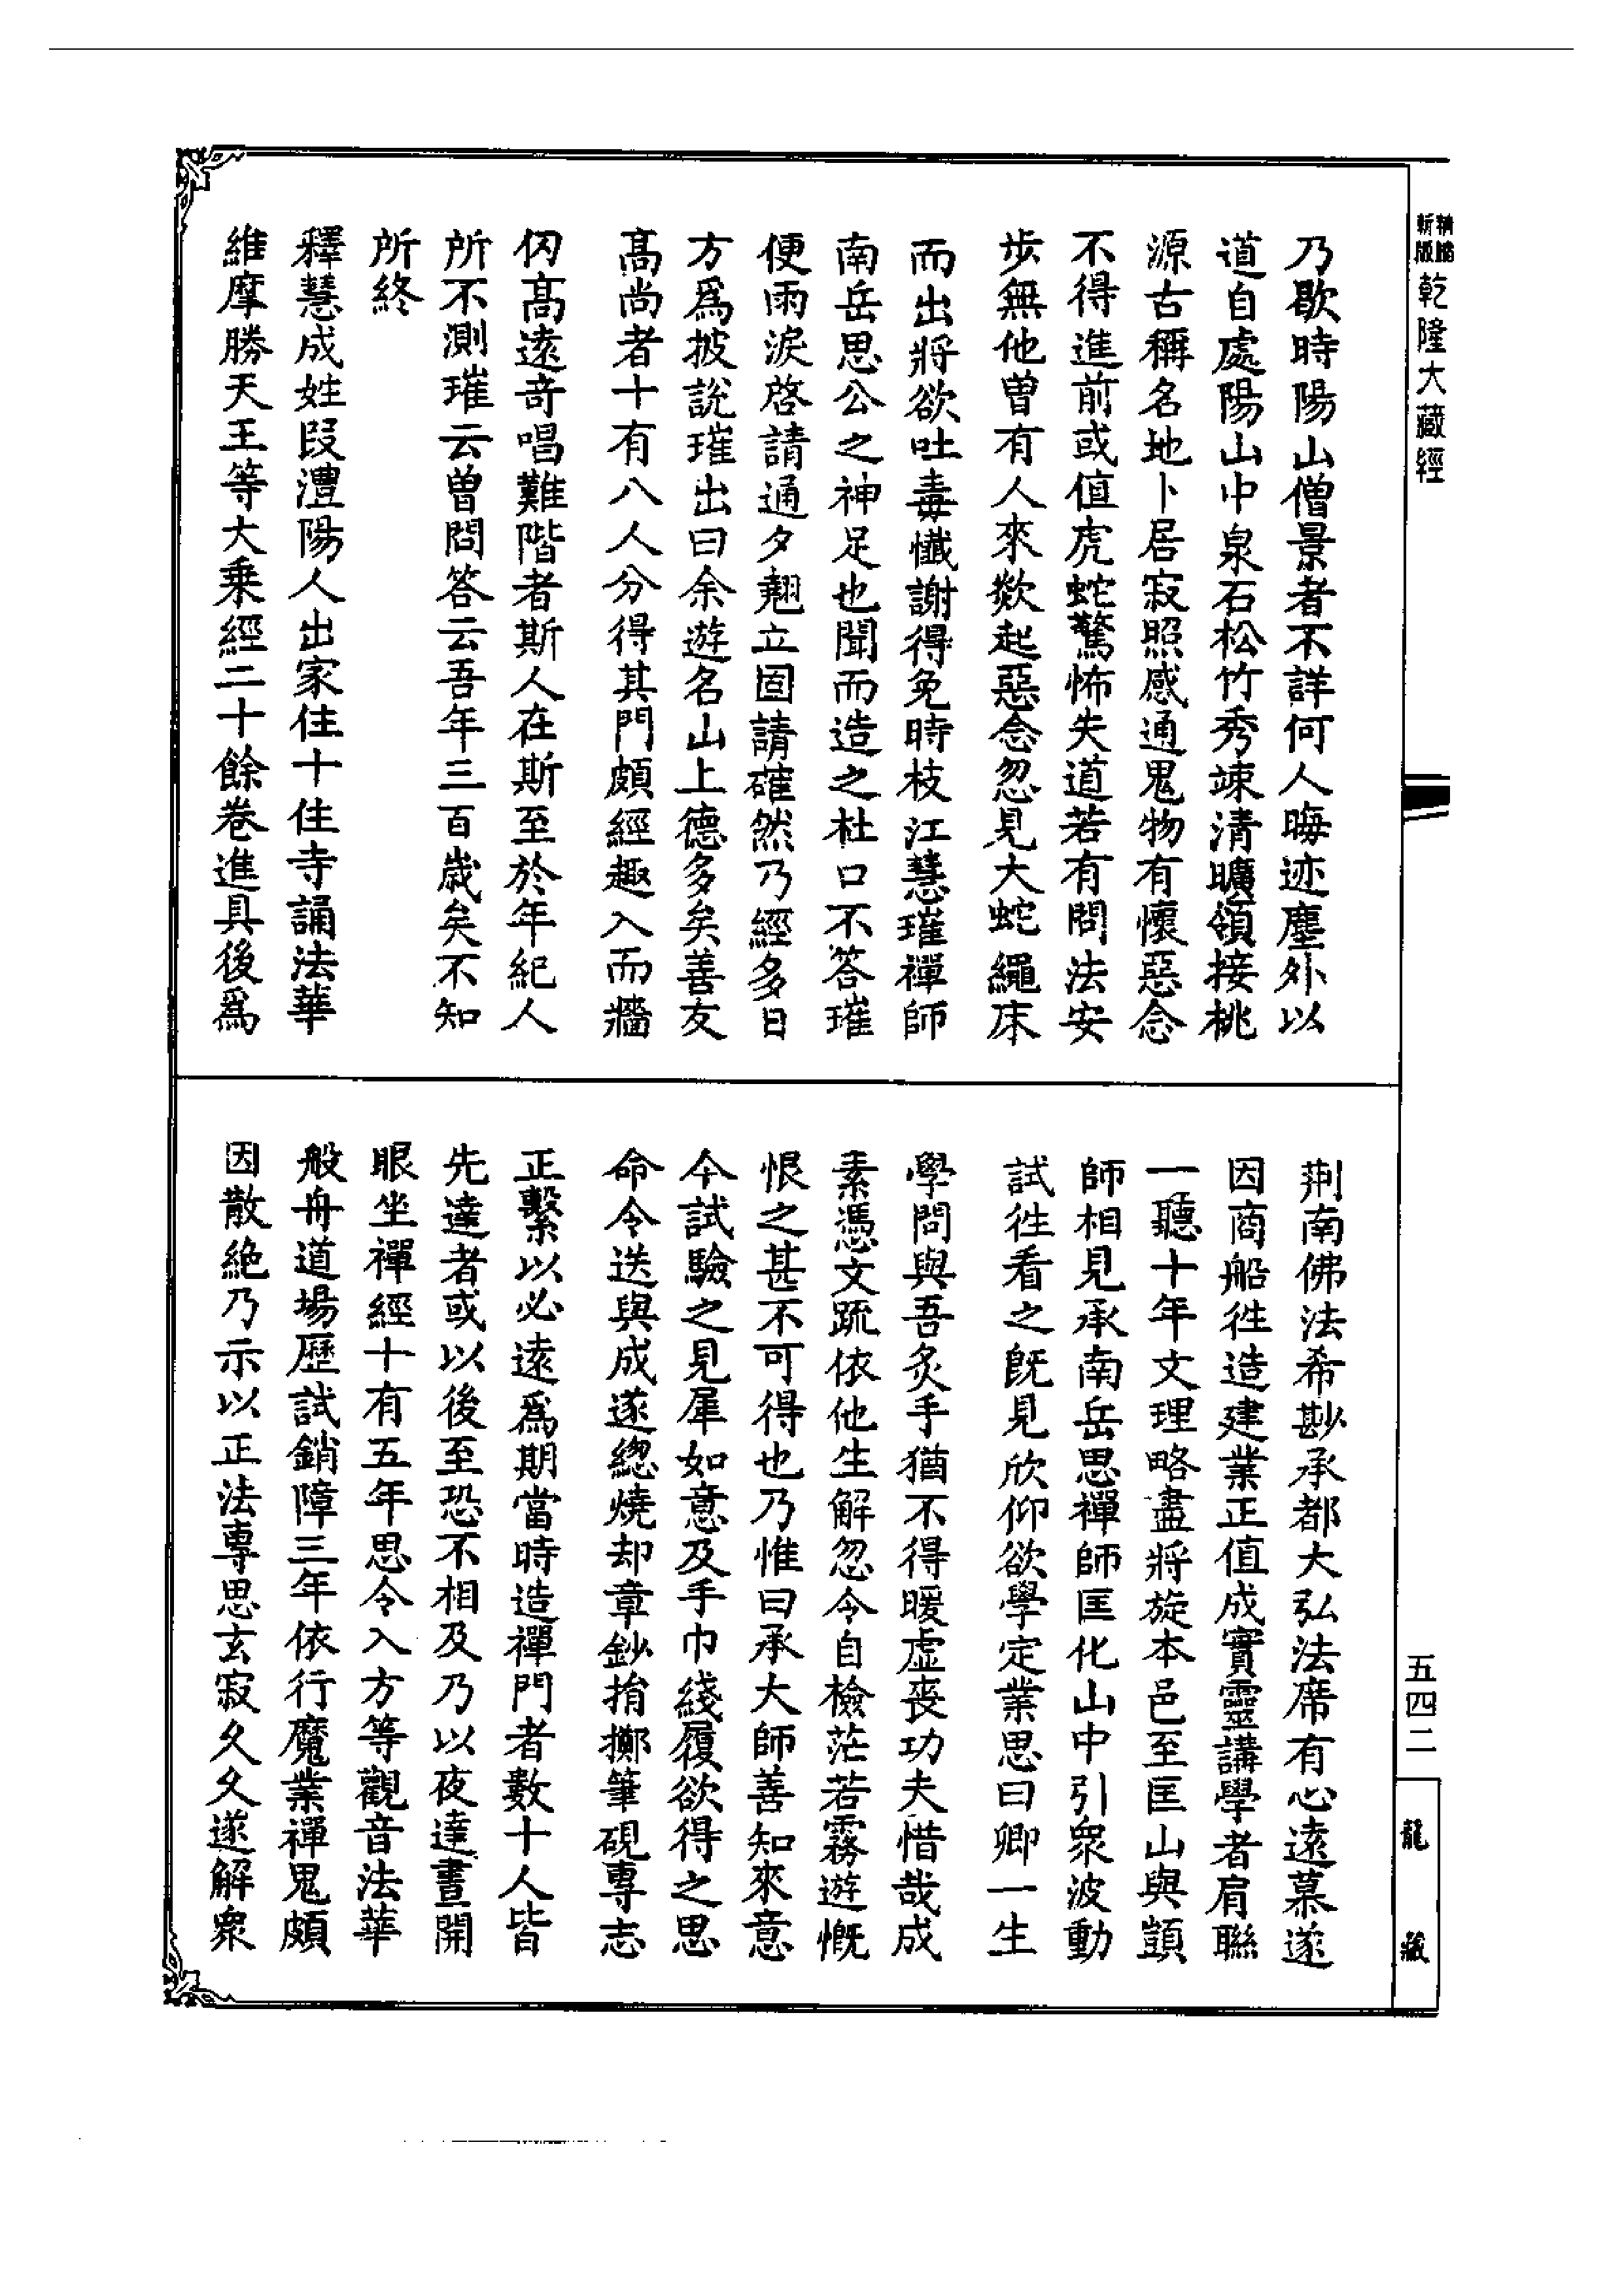 精縮
新版
乾隆大藏經
乃歇時陽山僧景者不詳何人晦迹塵外以
道自處陽山中泉石松竹秀竦清曠領接桃
源古稱名地卜居寂照感通鬼物有懷惡念
不得進前或值虎蛇驚怖失道若有問法安
步無他曾有人來歘起惡念忽見大蛇繩床
而出將欲吐毒懺謝得免時枝江慧璀禪師
南岳思公之神足也聞而造之杜口不答璀
便雨淚啓請通夕翹立固請確然乃經多日
方爲披說璀出曰余遊名山上德多矣善友
高尚者十有八人分得其門頗經趣入而牆
仞高遠竒唱難階者斯人在斯至於年紀人
所不測璀云曽問答云吾年三百歲矣不知
所終
釋慧成姓段澧陽人出家住十住寺誦法華
維摩勝天王等大乗經二十餘卷進具後爲
荆南佛法希尠承都大弘法席有心遠慕遂
因商船徃造建業正值成實靈講學者肩聯
一聽十年文理略盡將旋本邑至匡山與顗
師相見承南岳思禪師匡化山中引衆波動
試徃看之旣見欣仰欲學定業思曰卿一生
學問與吾炙手猶不得暖虚喪功夫惜哉成
素憑文䟽依他生解忽令自檢茫若霧遊慨
恨之甚不可得也乃惟曰承大師善知來意
今試驗之見犀如意及手巾綫履欲得之思
命令送與成遂緫燒却章鈔捐擲筆硯專志
正繫以必遠爲期當時造禪門者數十人皆
先達者或以後至恐不相及乃以夜達晝開
眼坐禪經十有五年思令入方等觀音法華
般舟道場歷試銷障三年依行魔業禪鬼頗
因散絶乃示以正法專思玄寂久久遂解衆
五四二
龍藏